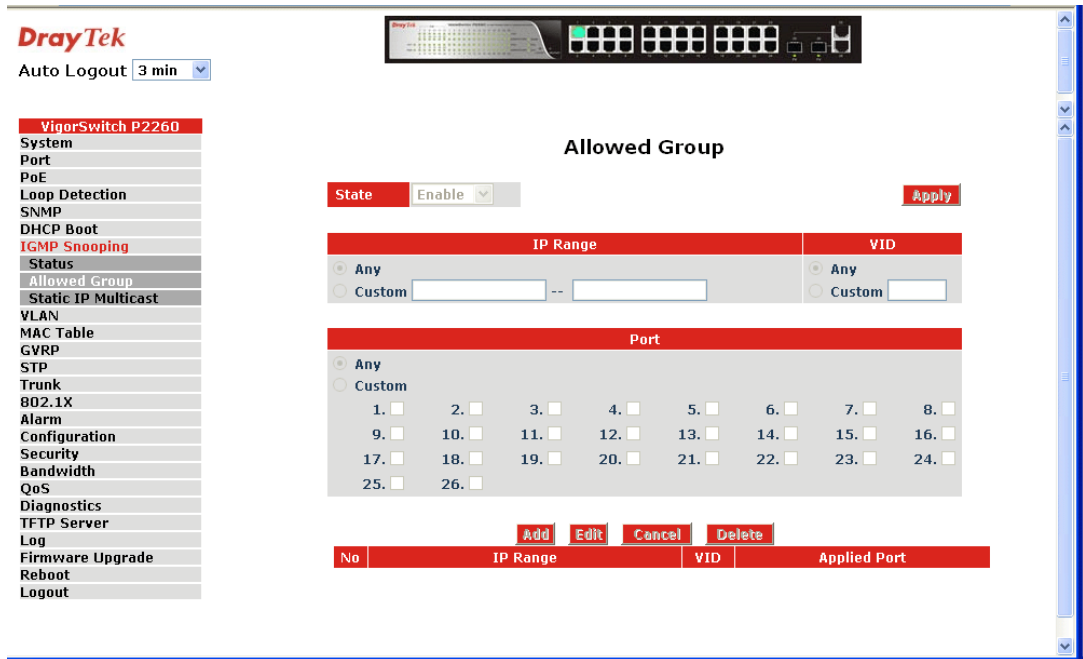 DrayTek
Auto Logout 3 min
VigorSwitch P2260
System
Port
PoE
Loop Detection
SNMP
DHCP Boot
IGMP Snooping
Status
Allowed Group
Static IP Multicast
VLAN
MAC Table
GVRP
STP
Trunk
802.1X
Alarm
Configuration
Security
Bandwidth
QoS
Diagnostics
TFTP Server
Log
Firmware Upgrade
Reboot
Logout
Allowed Group
State Enable Apply
IP Range VID
Any Any
Custom -- Custom
Port
Any
Custom
1. 2. 3. 4. 5. 6. 7. 8.
9. 10. 11. 12. 13. 14. 15. 16.
17. 18. 19. 20. 21. 22. 23. 24.
25. 26.
Add Edit Cancel Delete
No IP Range VID Applied Port